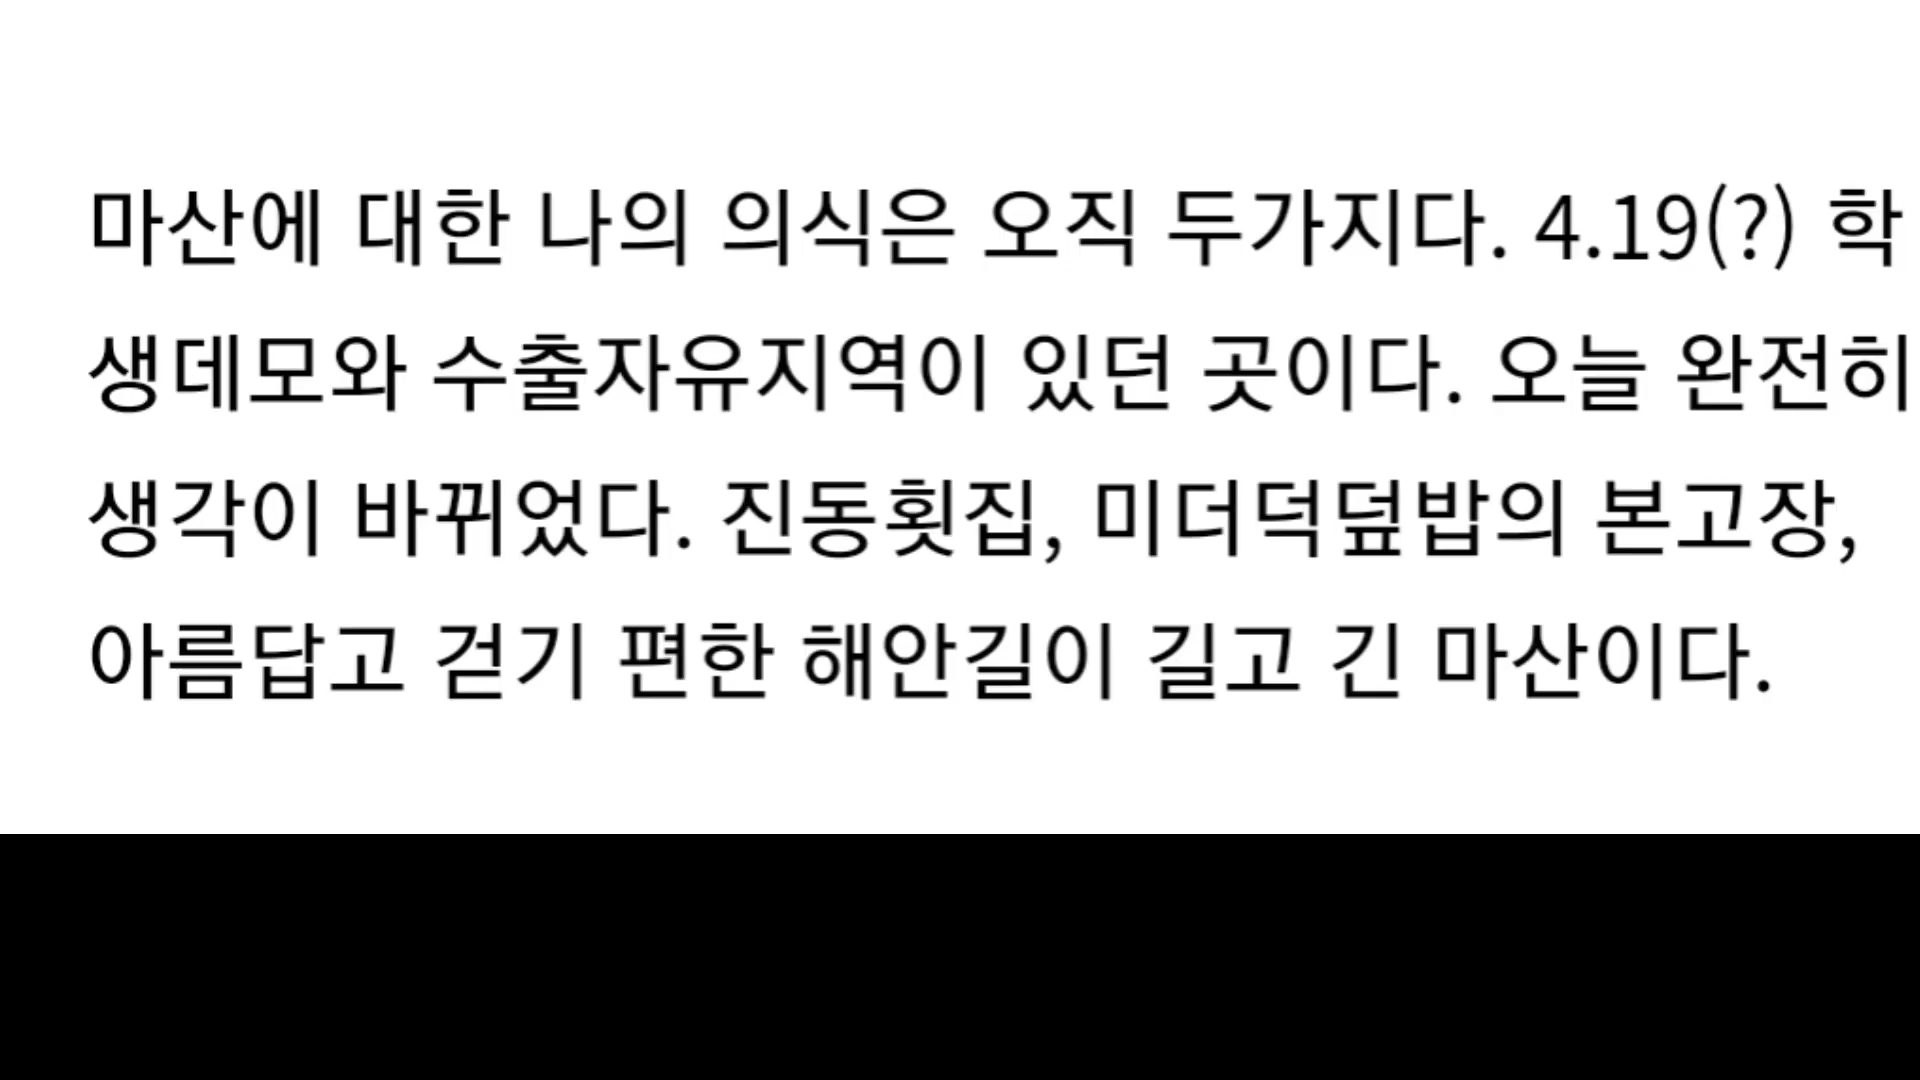 마산에 대한 나의 의식은 오직 두가지다. 4.19(?) 학
생데모와 수출자유지역이 있던 곳이다. 오늘 완전히
생각이 바뀌었다. 진동횟집, 미더덕덮밥의 본고장,
아름답고 걷기 편한 해안길이 길고 긴 마산이다.